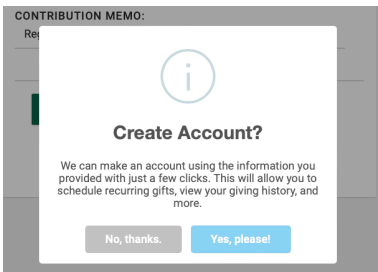 CONTRIBUTION MEMO:
Reg
i
Create Account?
We can make an account using the information you
provided with just a few clicks. This will allow you to
schedule recurring gifts, view your giving history, and
more.
No, thanks.
Yes, please!